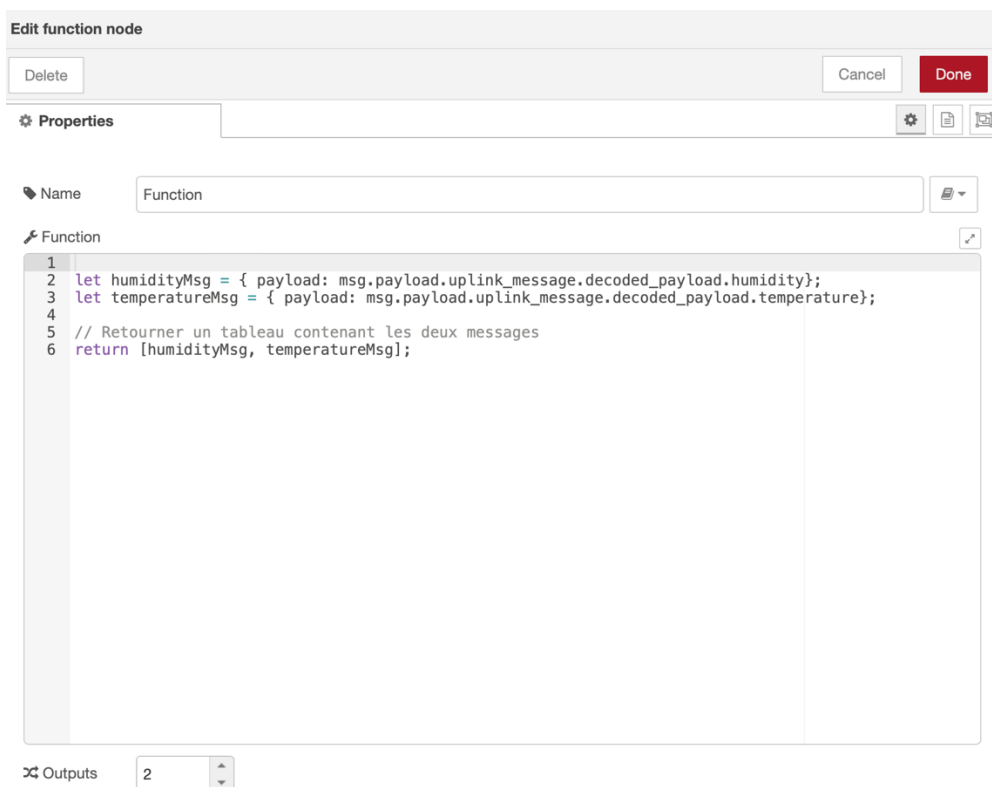 Edit function node
Delete
Cancel
Done
Properties
Name
Function
Function
1
2 let humidityMsg = { payload: msg.payload.uplink_message.decoded_payload.humidity};
3 let temperatureMsg = { payload: msg.payload.uplink_message.decoded_payload.temperature};
4
5 // Retourner un tableau contenant les deux messages
6 return [humidityMsg, temperatureMsg];
Outputs
2